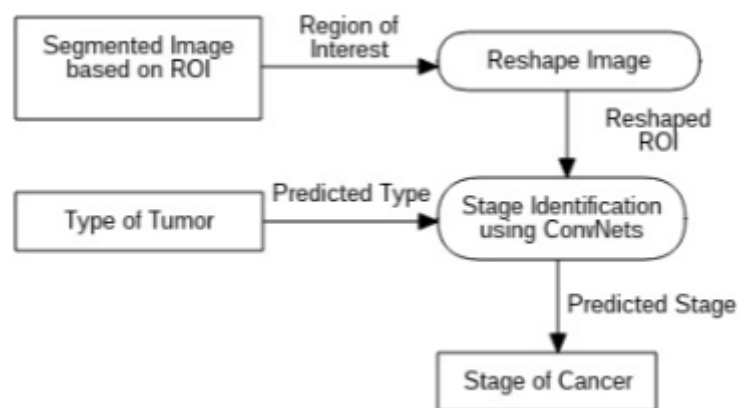 Segmented Image
based on ROI
Region of
Interest
Reshape Image
Reshaped
ROI
Type of Tumor
Predicted Type
Stage Identification
using ConvNets
Predicted Stage
Stage of Cancer